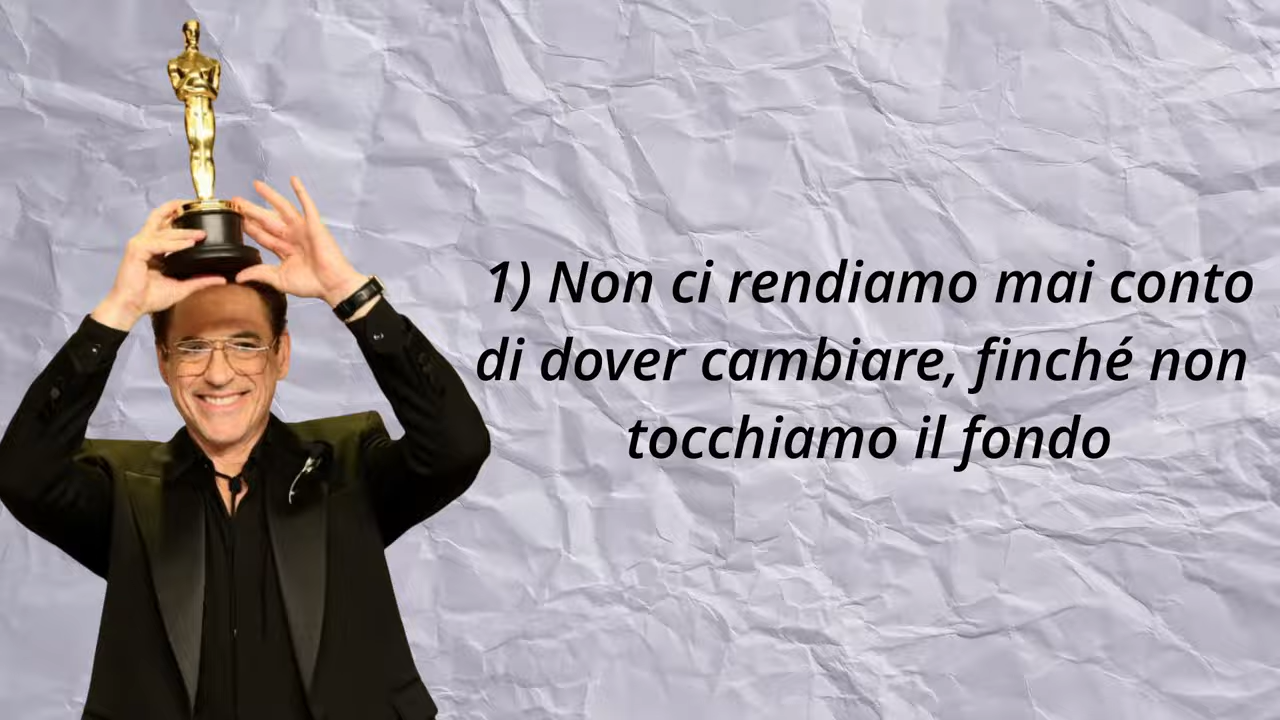 1) Non ci rendiamo mai conto
di dover cambiare, finché non
tocchiamo il fondo